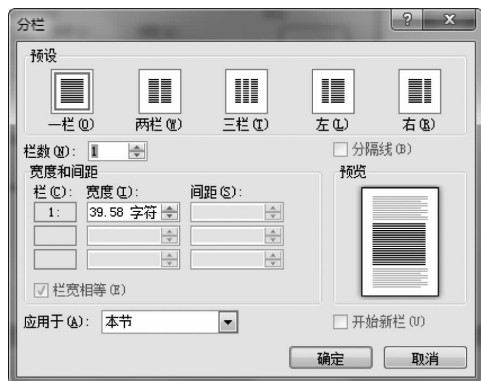 分栏
预设
一栏(O) 两栏(W) 三栏(T) 左(L) 右(R)
栏数(N): 1 分隔线(B)
宽度和间距 预览
栏(C): 宽度(I): 间距(S):
1: 39.58 字符
栏宽相等(E)
应用于(A): 本节 开始新栏(U)
确定 取消